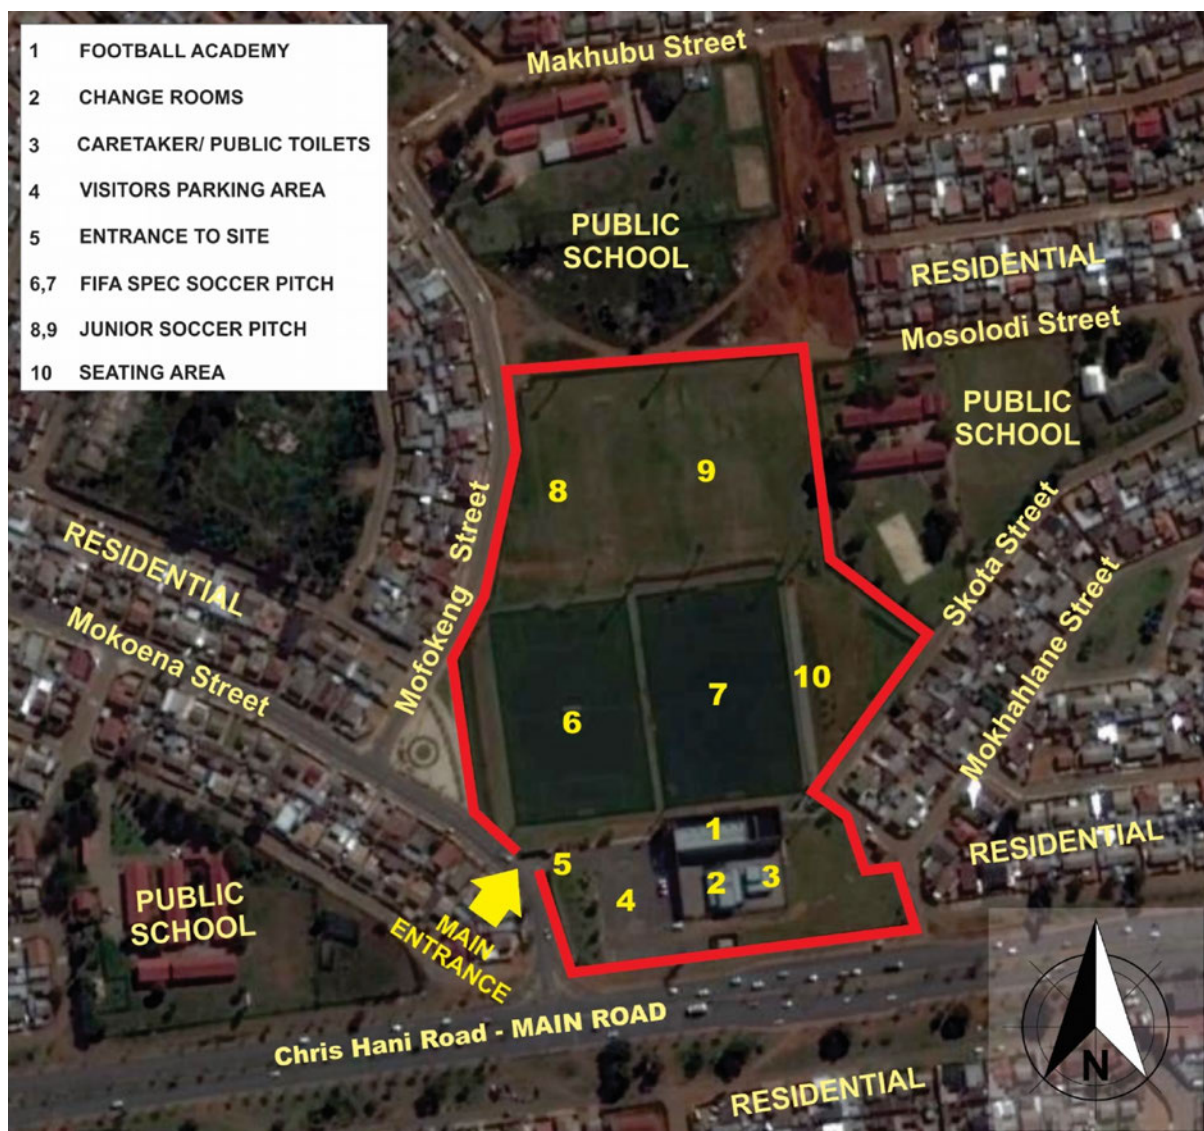 1 FOOTBALL ACADEMY
2 CHANGE ROOMS
3 CARETAKER/ PUBLIC TOILETS
4 VISITORS PARKING AREA
5 ENTRANCE TO SITE
6,7 FIFA SPEC SOCCER PITCH
8,9 JUNIOR SOCCER PITCH
10 SEATING AREA
Makhubu Street
PUBLIC
SCHOOL
RESIDENTIAL
Mosolodi Street
PUBLIC
SCHOOL
8
9
Mofokeng Street
Skota Street
Mokhahlane Street
RESIDENTIAL
Mokoena Street
6
7
10
1
2
3
4
5
RESIDENTIAL
PUBLIC
SCHOOL
MAIN
ENTRANCE
Chris Hani Road - MAIN ROAD
RESIDENTIAL
N